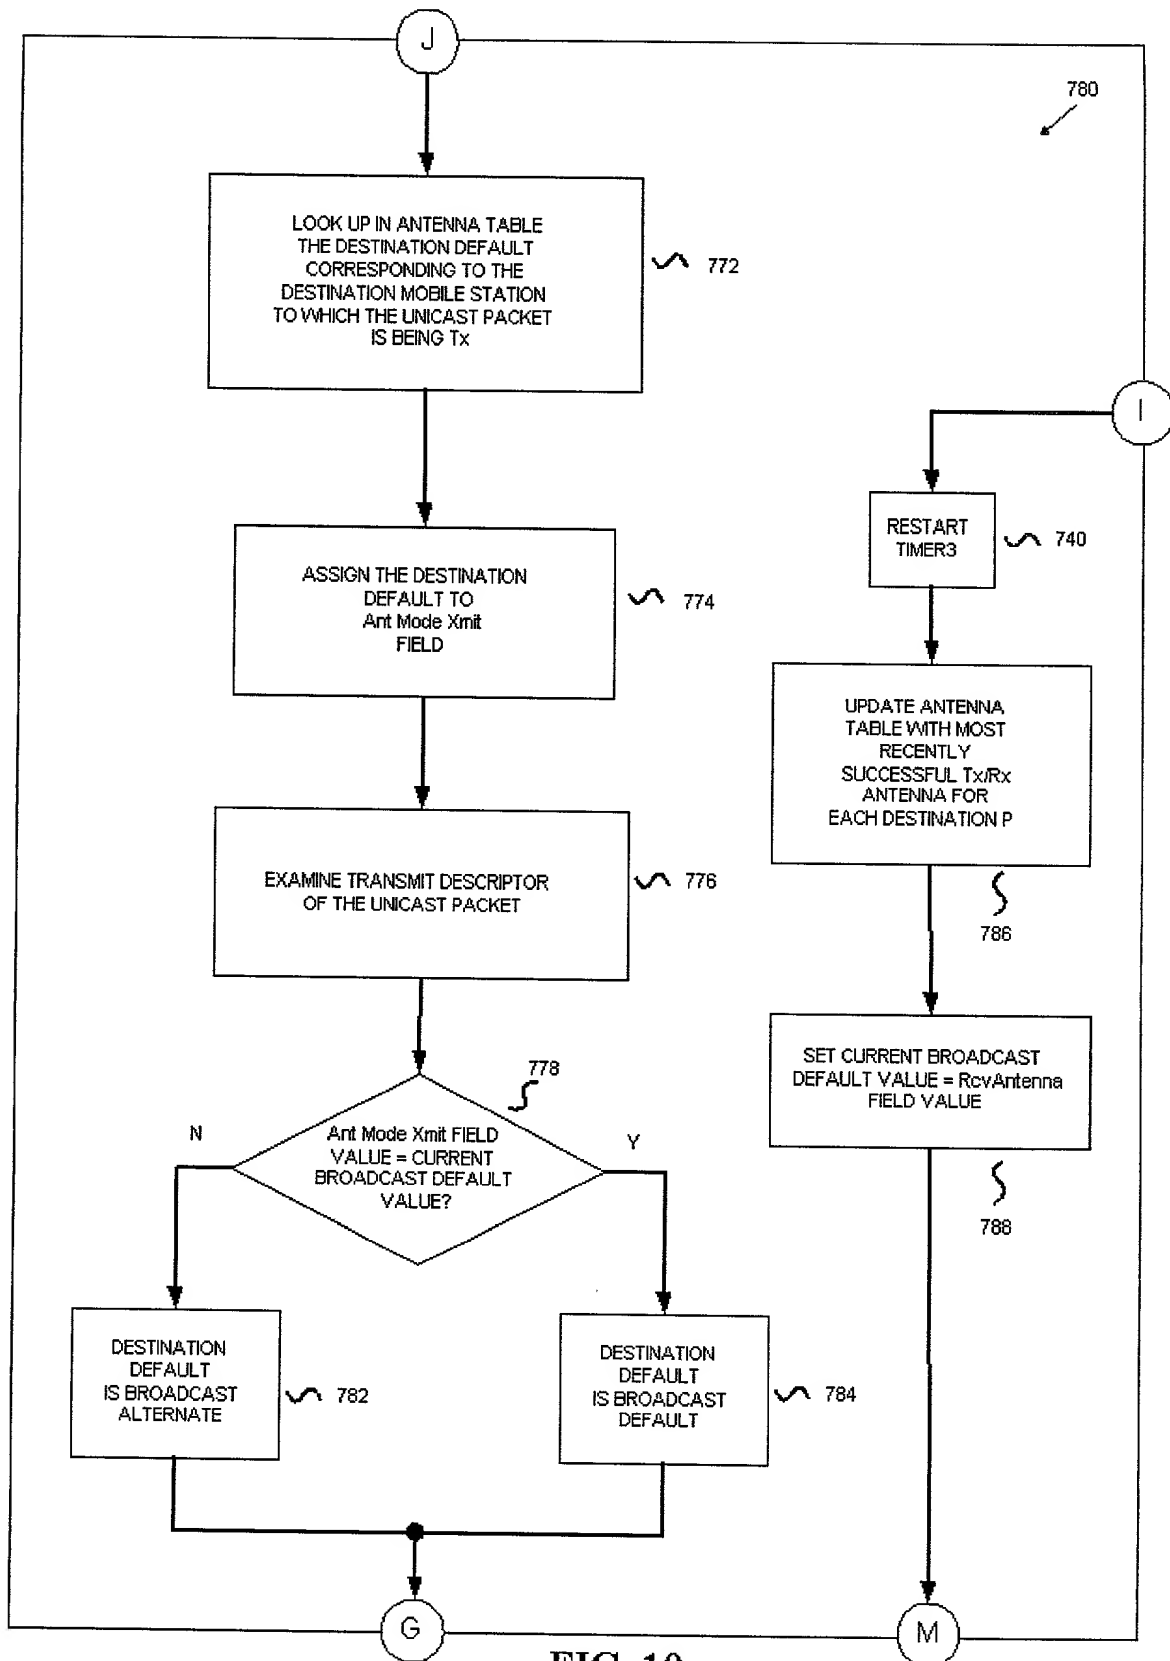 J
780
LOOK UP IN ANTENNA TABLE
THE DESTINATION DEFAULT
CORRESPONDING TO THE
DESTINATION MOBILE STATION
TO WHICH THE UNICAST PACKET
IS BEING Tx
772
I
RESTART
TIMER3
740
ASSIGN THE DESTINATION
DEFAULT TO
Ant Mode Xmit
FIELD
774
UPDATE ANTENNA
TABLE WITH MOST
RECENTLY
SUCCESSFUL Tx/Rx
ANTENNA FOR
EACH DESTINATION P
786
EXAMINE TRANSMIT DESCRIPTOR
OF THE UNICAST PACKET
776
SET CURRENT BROADCAST
DEFAULT VALUE = RcvAntenna
FIELD VALUE
788
778
Ant Mode Xmit FIELD
VALUE = CURRENT
BROADCAST DEFAULT
VALUE?
N
Y
DESTINATION
DEFAULT
IS BROADCAST
ALTERNATE
782
DESTINATION
DEFAULT
IS BROADCAST
DEFAULT
784
G
M
FIG. 10